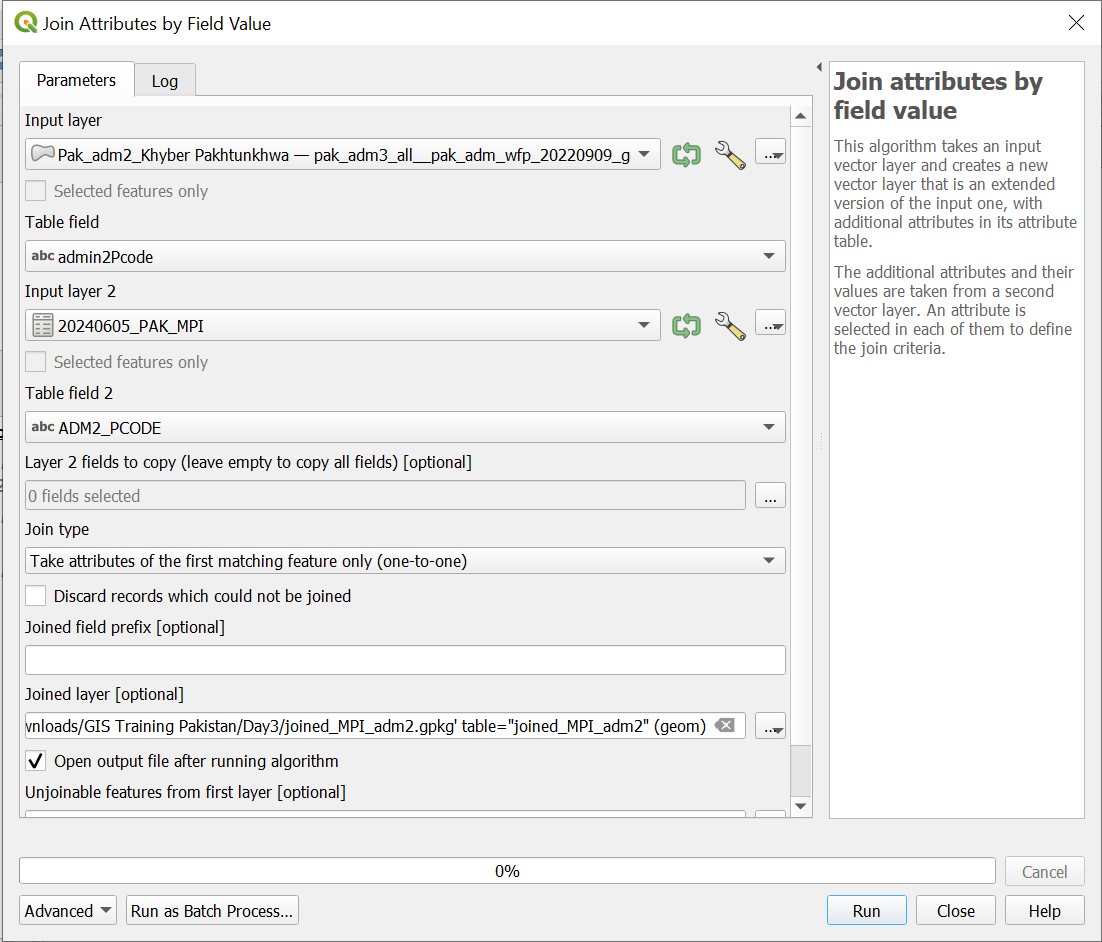 Join Attributes by Field Value
Parameters
Log
Input layer
Pak_adm2_Khyber Pakhtunkhwa — pak_adm3_all__pak_adm_wfp_20220909_g
...
Selected features only
Table field
abc admin2Pcode
Input layer 2
20240605_PAK_MPI
...
Selected features only
Table field 2
abc ADM2_PCODE
Layer 2 fields to copy (leave empty to copy all fields) [optional]
0 fields selected
...
Join type
Take attributes of the first matching feature only (one-to-one)
Discard records which could not be joined
Joined field prefix [optional]
Joined layer [optional]
wnloads/GIS Training Pakistan/Day3/joined_MPI_adm2.gpkg' table="joined_MPI_adm2" (geom)
...
Open output file after running algorithm
Unjoinable features from first layer [optional]
Join attributes by
field value
This algorithm takes an input
vector layer and creates a new
vector layer that is an extended
version of the input one, with
additional attributes in its attribute
table.
The additional attributes and their
values are taken from a second
vector layer. An attribute is
selected in each of them to define
the join criteria.
0%
Cancel
Advanced
Run as Batch Process...
Run
Close
Help